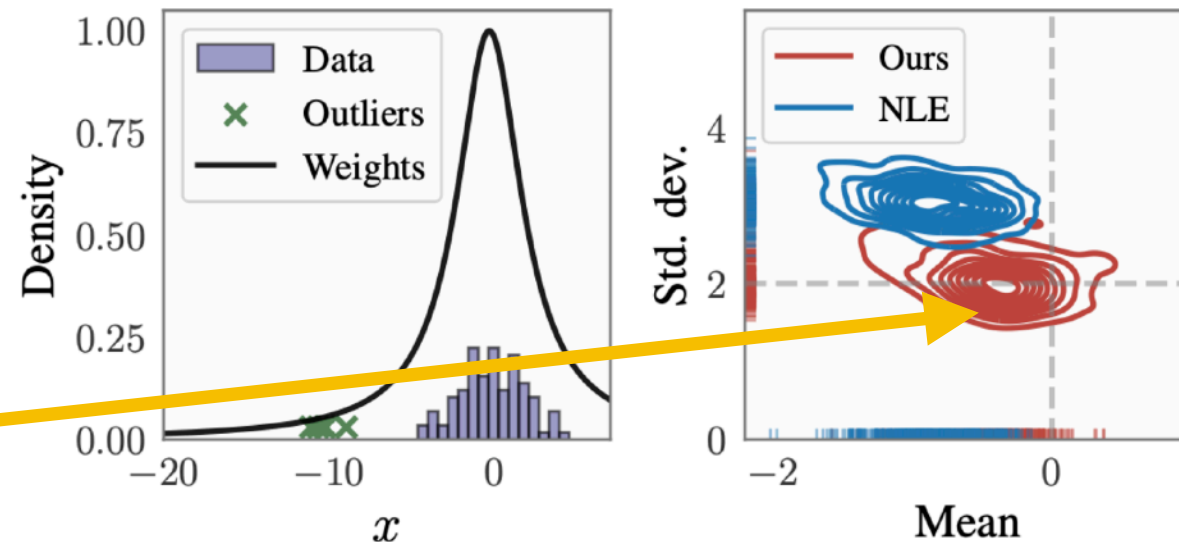 Density
1.00
0.75
0.50
0.25
0.00
Data
Outliers
Weights
−20
−10
0
x
Std. dev.
4
2
0
Ours
NLE
−2
0
Mean